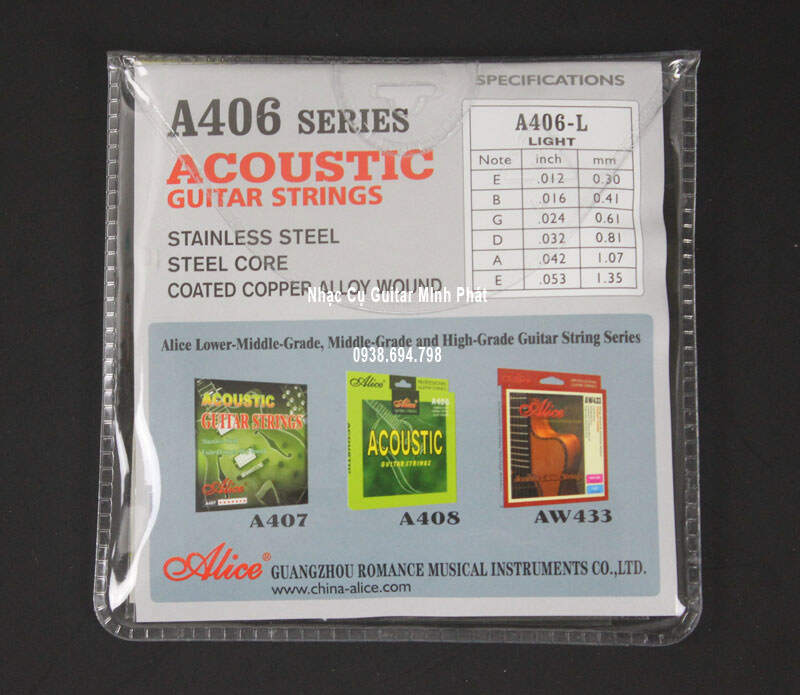 SPECIFICATIONS
A406 SERIES
ACOUSTIC
GUITAR STRINGS
STAINLESS STEEL
STEEL CORE
COATED COPPER ALLOY WOUND
A406-L
LIGHT
Note inch mm
E .012 0.30
B .016 0.41
G .024 0.61
D .032 0.81
A .042 1.07
E .053 1.35
Nhạc Cụ Guitar Minh Phát
Alice Lower-Middle-Grade, Middle-Grade and High-Grade Guitar String Series
0938.694.798
ACOUSTIC
GUITAR STRINGS
Alice
A407
Alice
A408
ACOUSTIC
GUITAR STRINGS
A408
AW433
Alice
AW433
Alice® GUANGZHOU ROMANCE MUSICAL INSTRUMENTS CO.,LTD.
www.china-alice.com